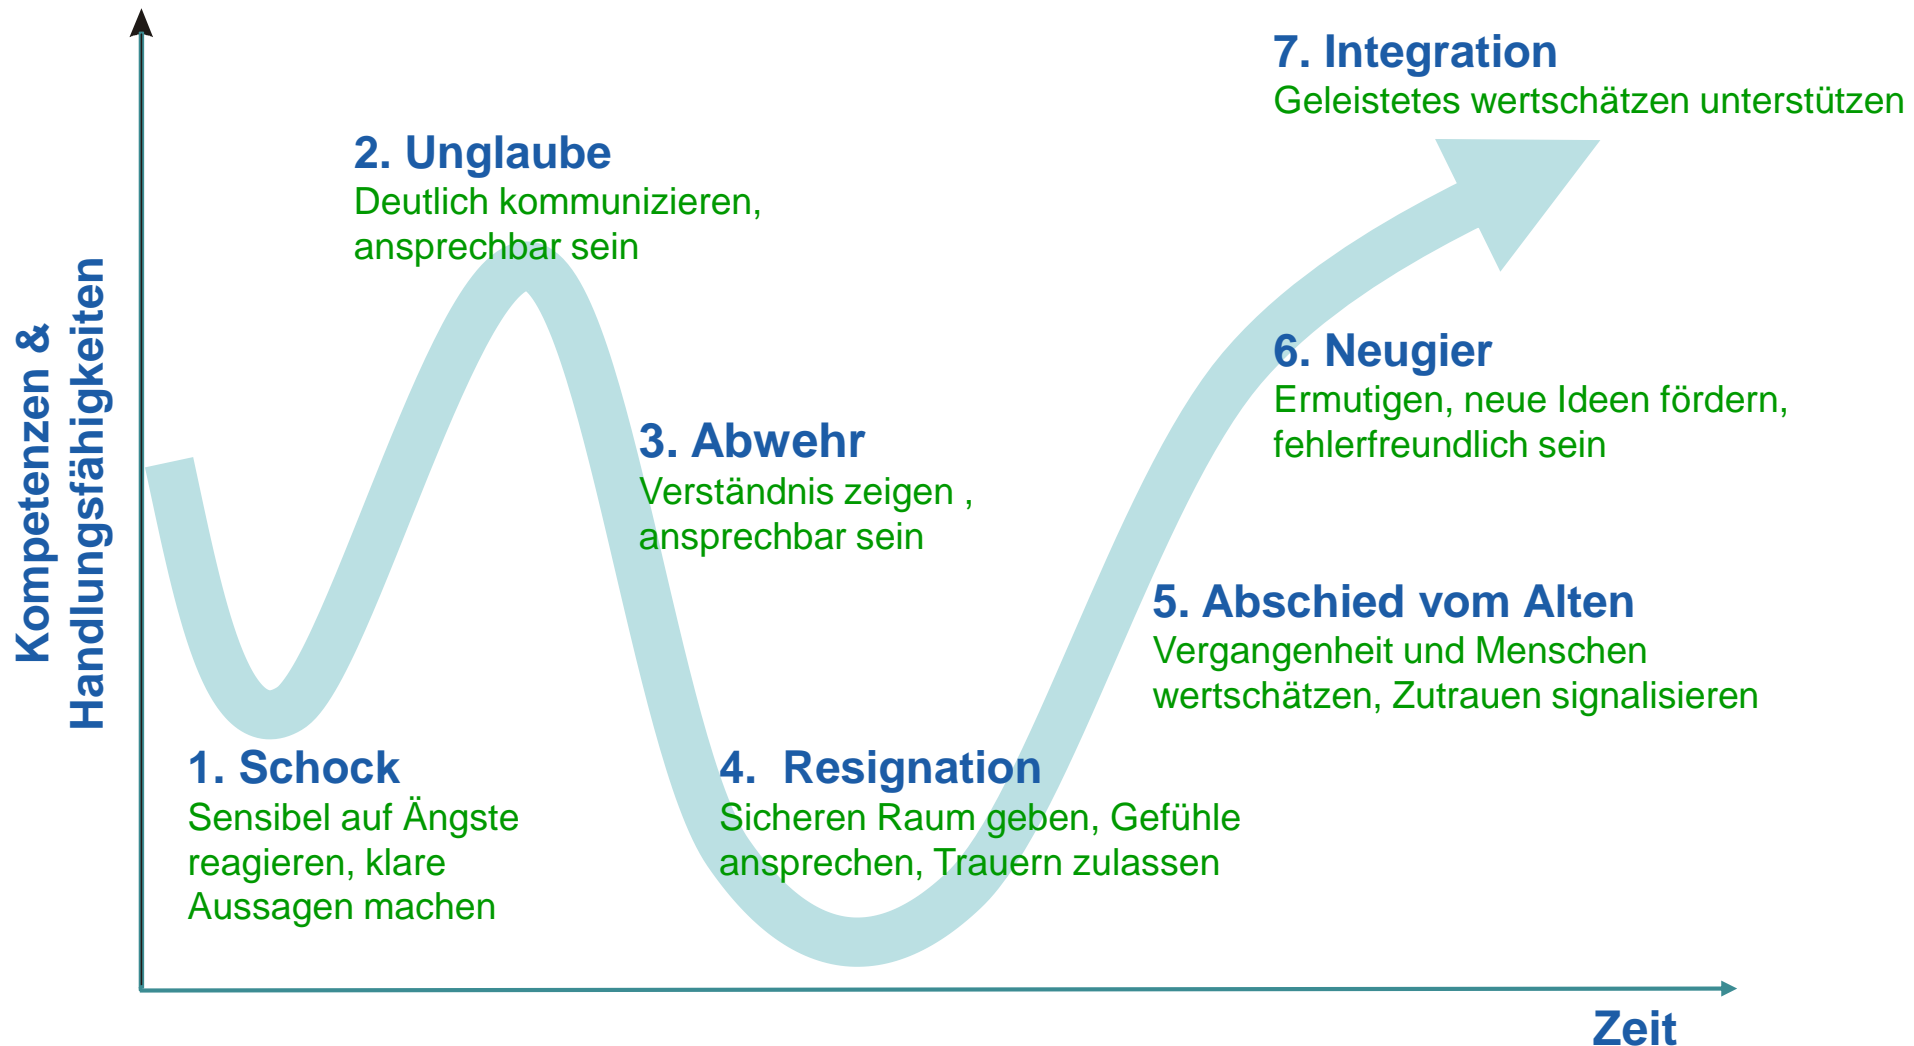 Kompetenzen &
Handlungsfähigkeiten
1. Schock
Sensibel auf Ängste
reagieren, klare
Aussagen machen
2. Unglaube
Deutlich kommunizieren,
ansprechbar sein
3. Abwehr
Verständnis zeigen ,
ansprechbar sein
4. Resignation
Sicheren Raum geben, Gefühle
ansprechen, Trauern zulassen
5. Abschied vom Alten
Vergangenheit und Menschen
wertschätzen, Zutrauen signalisieren
6. Neugier
Ermutigen, neue Ideen fördern,
fehlerfreundlich sein
7. Integration
Geleistetes wertschätzen unterstützen
Zeit